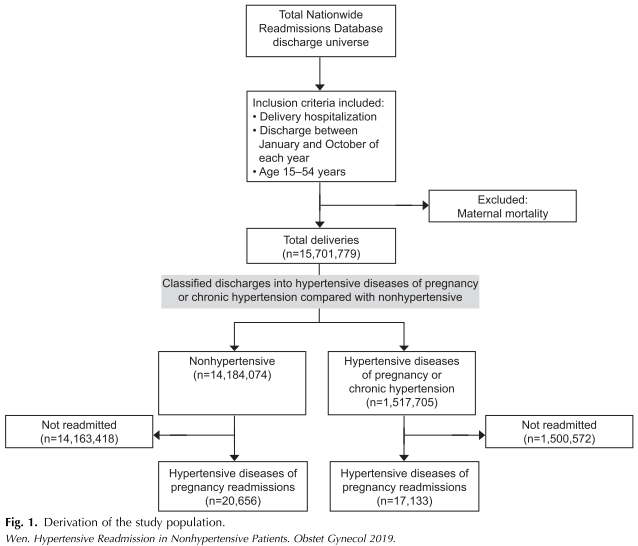 Total Nationwide
Readmissions Database
discharge universe
Inclusion criteria included:
• Delivery hospitalization
• Discharge between
January and October of
each year
• Age 15–54 years
Excluded:
Maternal mortality
Total deliveries
(n=15,701,779)
Classified discharges into hypertensive diseases of pregnancy
or chronic hypertension compared with nonhypertensive
Nonhypertensive
(n=14,184,074)
Hypertensive diseases
of pregnancy or
chronic hypertension
(n=1,517,705)
Not readmitted
(n=14,163,418)
Not readmitted
(n=1,500,572)
Hypertensive diseases of
pregnancy readmissions
(n=20,656)
Hypertensive diseases of
pregnancy readmissions
(n=17,133)
Fig. 1. Derivation of the study population.
Wen. Hypertensive Readmission in Nonhypertensive Patients. Obstet Gynecol 2019.